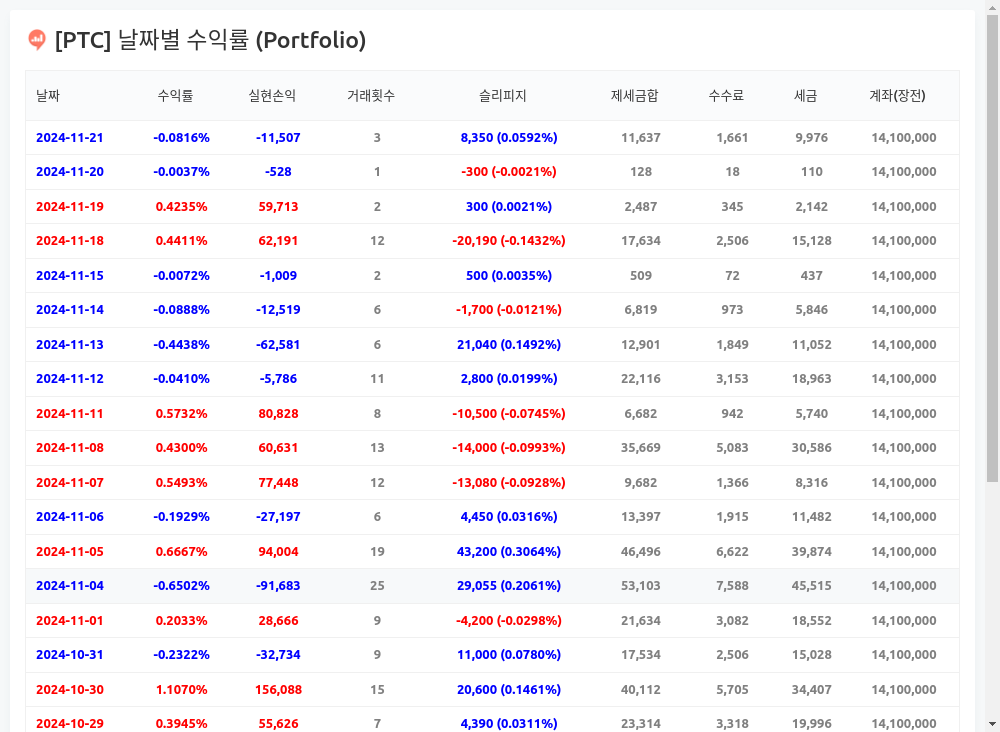 [PTC] 날짜별 수익률 (Portfolio)
날짜 수익률 실현손익 거래횟수 슬리피지 제세금합 수수료 세금 계좌(장전)
2024-11-21 -0.0816% -11,507 3 8,350 (0.0592%) 11,637 1,661 9,976 14,100,000
2024-11-20 -0.0037% -528 1 -300 (-0.0021%) 128 18 110 14,100,000
2024-11-19 0.4235% 59,713 2 300 (0.0021%) 2,487 345 2,142 14,100,000
2024-11-18 0.4411% 62,191 12 -20,190 (-0.1432%) 17,634 2,506 15,128 14,100,000
2024-11-15 -0.0072% -1,009 2 500 (0.0035%) 509 72 437 14,100,000
2024-11-14 -0.0888% -12,519 6 -1,700 (-0.0121%) 6,819 973 5,846 14,100,000
2024-11-13 -0.4438% -62,581 6 21,040 (0.1492%) 12,901 1,849 11,052 14,100,000
2024-11-12 -0.0410% -5,786 11 2,800 (0.0199%) 22,116 3,153 18,963 14,100,000
2024-11-11 0.5732% 80,828 8 -10,500 (-0.0745%) 6,682 942 5,740 14,100,000
2024-11-08 0.4300% 60,631 13 -14,000 (-0.0993%) 35,669 5,083 30,586 14,100,000
2024-11-07 0.5493% 77,448 12 -13,080 (-0.0928%) 9,682 1,366 8,316 14,100,000
2024-11-06 -0.1929% -27,197 6 4,450 (0.0316%) 13,397 1,915 11,482 14,100,000
2024-11-05 0.6667% 94,004 19 43,200 (0.3064%) 46,496 6,622 39,874 14,100,000
2024-11-04 -0.6502% -91,683 25 29,055 (0.2061%) 53,103 7,588 45,515 14,100,000
2024-11-01 0.2033% 28,666 9 -4,200 (-0.0298%) 21,634 3,082 18,552 14,100,000
2024-10-31 -0.2322% -32,734 9 11,000 (0.0780%) 17,534 2,506 15,028 14,100,000
2024-10-30 1.1070% 156,088 15 20,600 (0.1461%) 40,112 5,705 34,407 14,100,000
2024-10-29 0.3945% 55,626 7 4,390 (0.0311%) 23,314 3,318 19,996 14,100,000